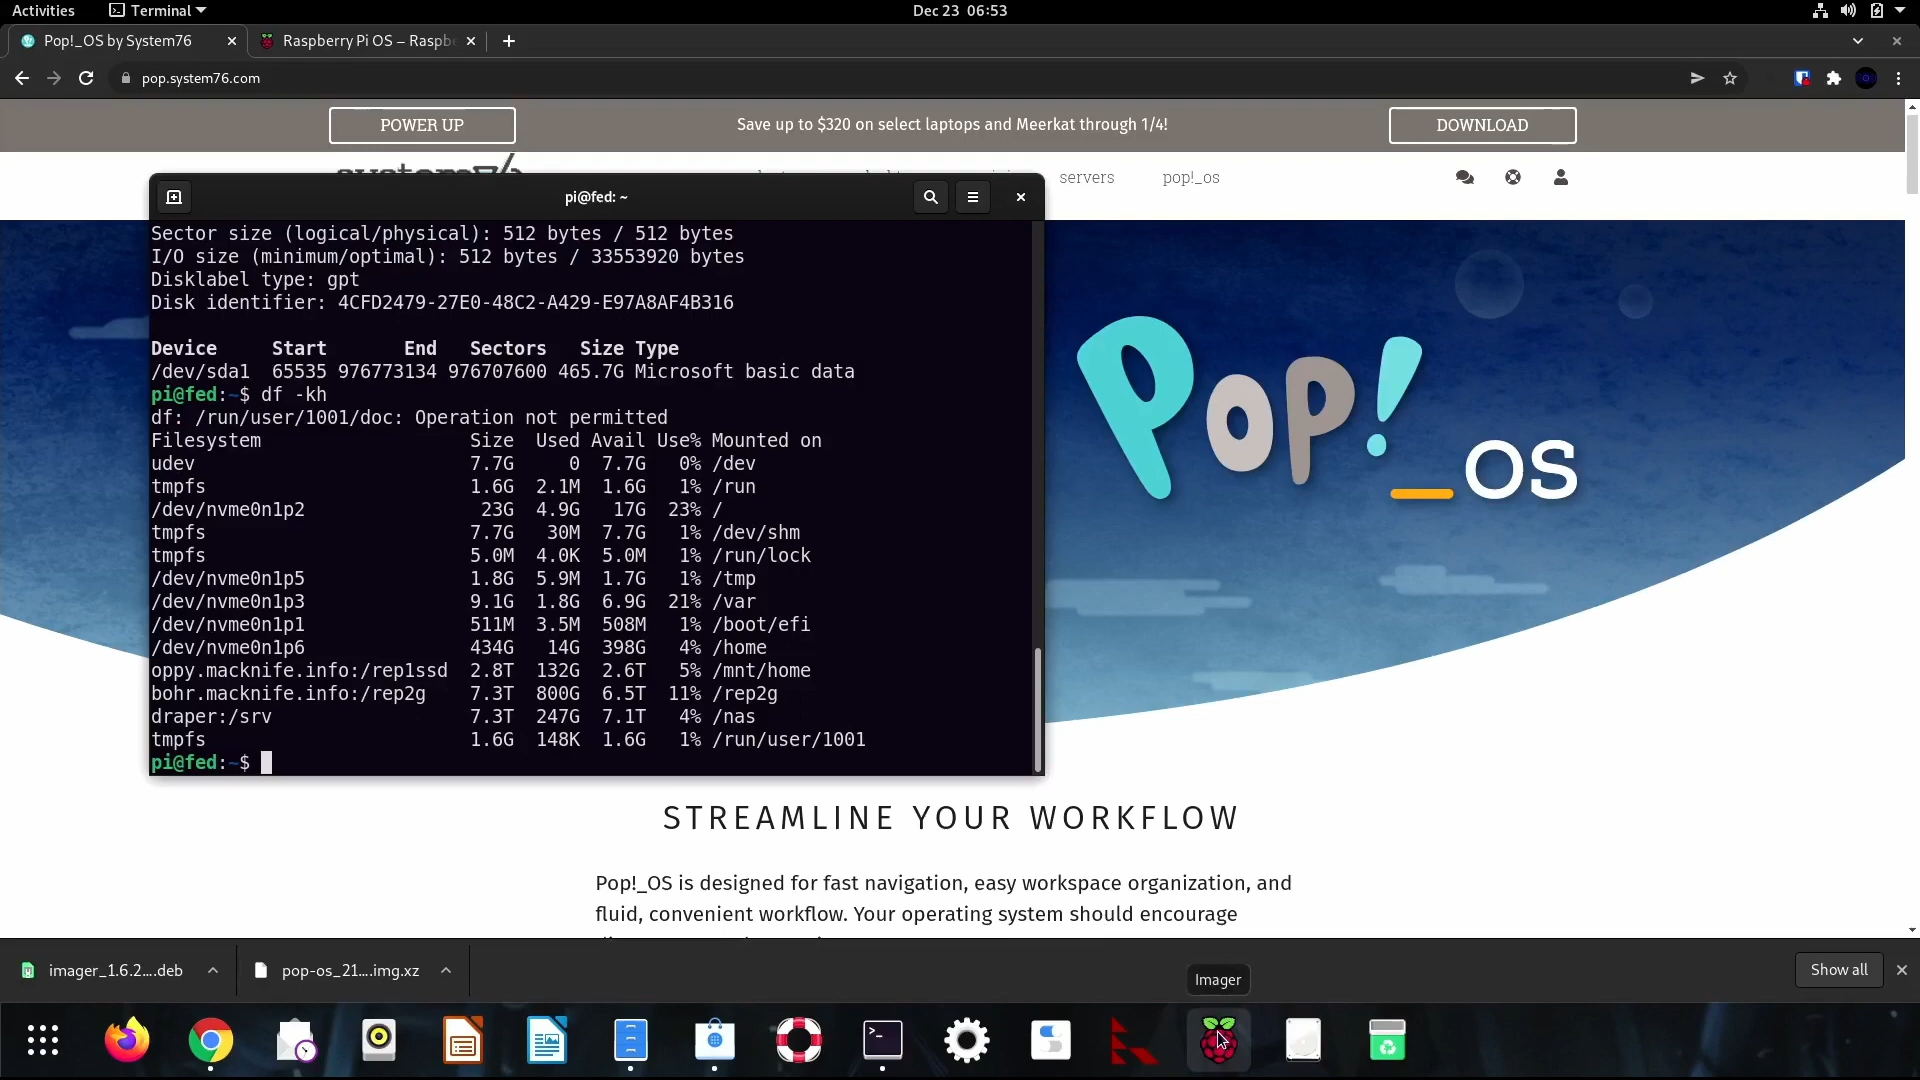 Activities
Terminal
Dec 23 06:53
Pop!_OS by System76
Raspberry Pi OS – Raspbe
pop.system76.com
POWER UP
Save up to $320 on select laptops and Meerkat through 1/4!
DOWNLOAD
system76
servers
pop!_os
pi@fed: ~
Sector size (logical/physical): 512 bytes / 512 bytes
I/O size (minimum/optimal): 512 bytes / 33553920 bytes
Disklabel type: gpt
Disk identifier: 4CFD2479-27E0-48C2-A429-E97A8AF4B316
Device Start End Sectors Size Type
/dev/sda1 65535 976773134 976707600 465.7G Microsoft basic data
pi@fed:~$ df -kh
df: /run/user/1001/doc: Operation not permitted
Filesystem Size Used Avail Use% Mounted on
udev 7.7G 0 7.7G 0% /dev
tmpfs 1.6G 2.1M 1.6G 1% /run
/dev/nvme0n1p2 23G 4.9G 17G 23% /
tmpfs 7.7G 30M 7.7G 1% /dev/shm
tmpfs 5.0M 4.0K 5.0M 1% /run/lock
/dev/nvme0n1p5 1.8G 5.9M 1.7G 1% /tmp
/dev/nvme0n1p3 9.1G 1.8G 6.9G 21% /var
/dev/nvme0n1p1 511M 3.5M 508M 1% /boot/efi
/dev/nvme0n1p6 434G 14G 398G 4% /home
oppy.macknife.info:/rep1ssd 2.8T 132G 2.6T 5% /mnt/home
bohr.macknife.info:/rep2g 7.3T 800G 6.5T 11% /rep2g
draper:/srv 7.3T 247G 7.1T 4% /nas
tmpfs 1.6G 148K 1.6G 1% /run/user/1001
pi@fed:~$
Pop!_OS
STREAMLINE YOUR WORKFLOW
Pop!_OS is designed for fast navigation, easy workspace organization, and
fluid, convenient workflow. Your operating system should encourage
imager_1.6.2....deb
pop-os_21....img.xz
Imager
Show all